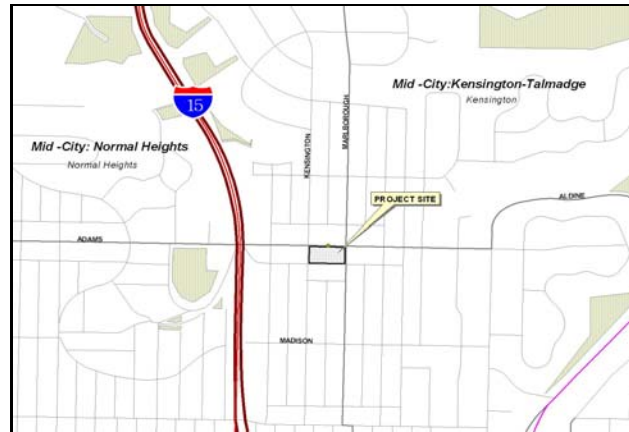 Mid -City:Kensington-Talmadge
Kensington
15
KENSINGTON
MARLBOROUGH
Mid -City: Normal Heights
Normal Heights
PROJECT SITE
ALDINE
ADAMS
MADISON